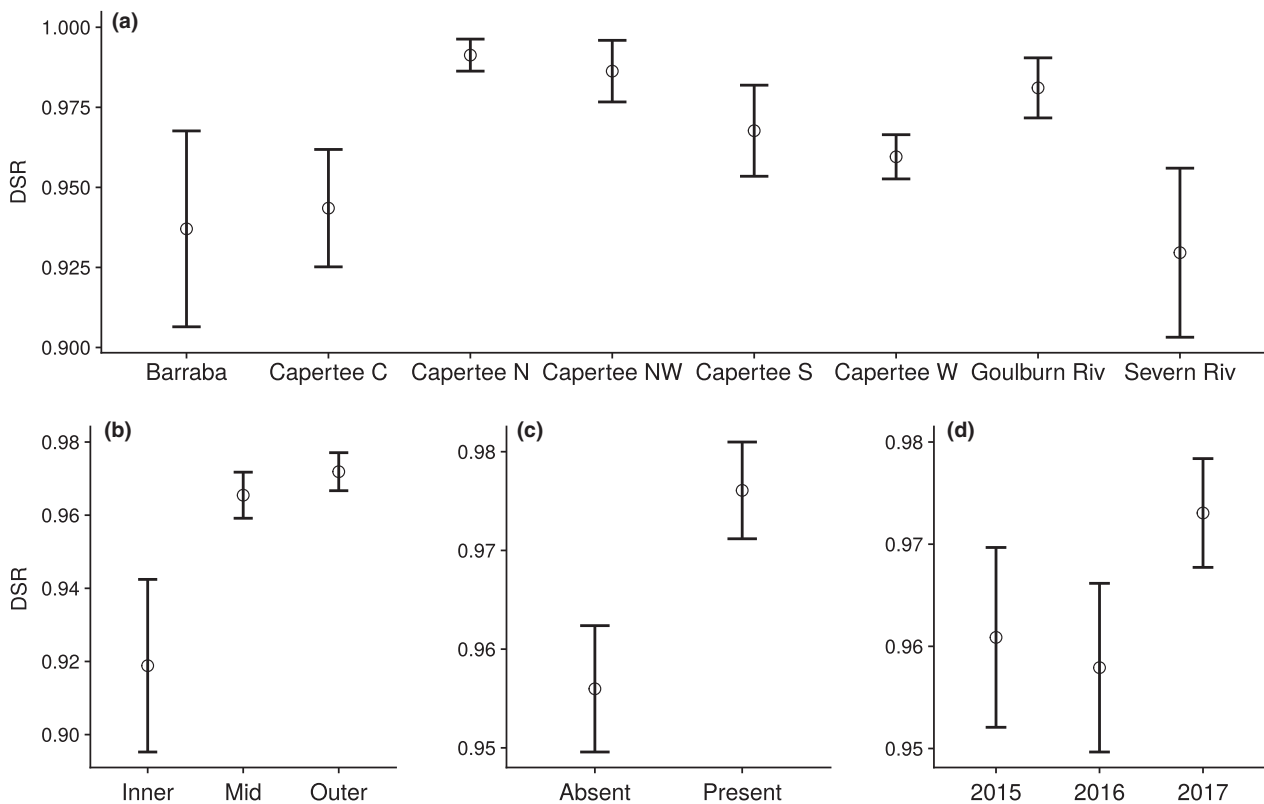 (a)
DSR
1.000
0.975
0.950
0.925
0.900
Barraba Capertee C Capertee N Capertee NW Capertee S Capertee W Goulburn Riv Severn Riv
(b)
DSR
0.98
0.96
0.94
0.92
0.90
Inner Mid Outer
(c)
0.98
0.97
0.96
0.95
Absent Present
(d)
0.98
0.97
0.96
0.95
2015 2016 2017